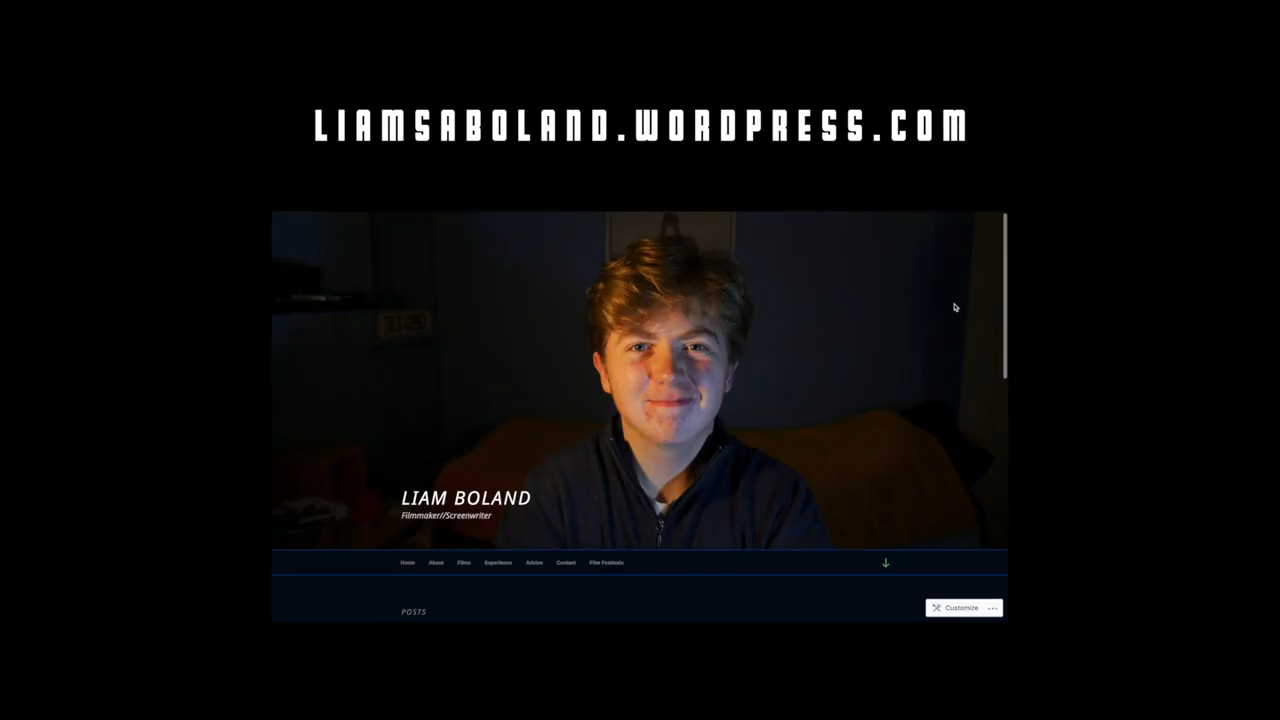 LIAMSABOLAND.WORDPRESS.COM
LIAM BOLAND
Filmmaker//Screenwriter
Home About Films Experience Advice Contact Film Festivals
POSTS
Customize